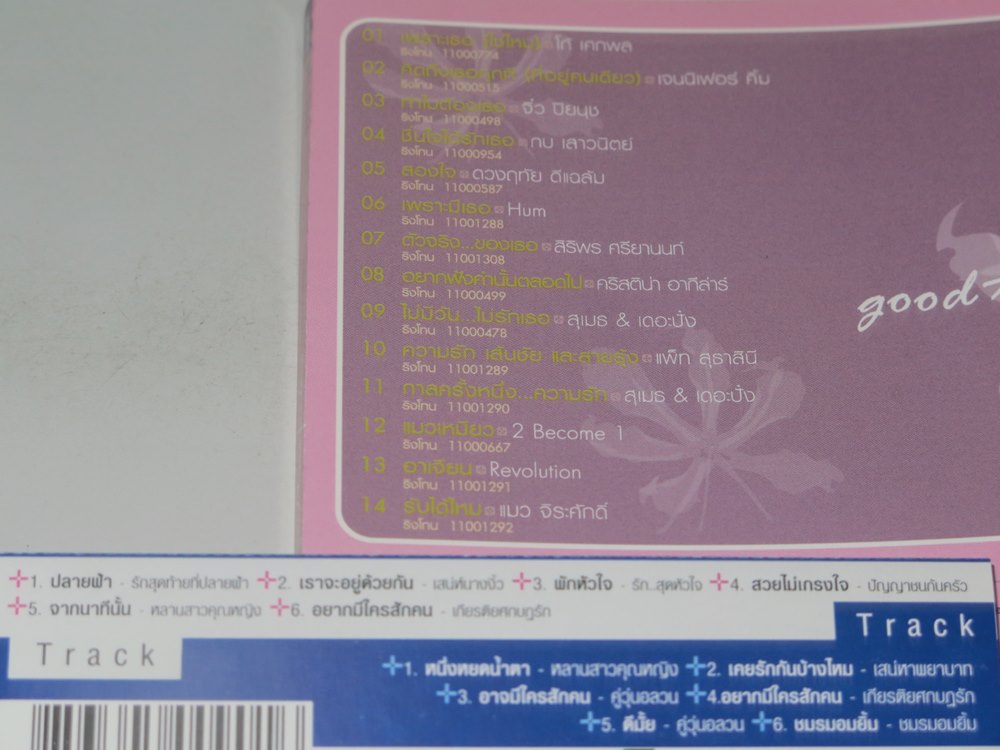 01 เพราะเธอ (ใช่ไหม) โก้ เคกพล
ริงโทน 11000774
02 คิดถึงเธอทุกที (ที่อยู่คนเดียว) เจนนิเฟอร์ คิ้ม
ริงโทน 11000515
03 ทำไมต้องเธอ จิ๋ว ปิยนุช
ริงโทน 11000498
04 ชื่นใจได้รักเธอ กบ เสาวนิตย์
ริงโทน 11000954
05 สองใจ ดวงฤทัย ดีแฉลัม
ริงโทน 11000587
06 เพราะมีเธอ Hum
ริงโทน 11001288
07 ตัวจริง...ของเธอ สิริพร ศรียานนท์
ริงโทน 11001308
08 อยากฟังคำนั้นตลอดไป คริสติน่า อากีล่าร์
ริงโทน 11000499
09 ไม่มีวัน...ไม่รักเธอ สุเมธ & เดอะปั๋ง
ริงโทน 11000478
10 ความรัก เส้นชัย และสายรุ้ง แพ็ท สุธาสินี
ริงโทน 11001289
11 กาลครั้งหนึ่ง...ความรัก สุเมธ & เดอะปั๋ง
ริงโทน 11001290
12 แมวเหมียว 2 Become 1
ริงโทน 11000667
13 อาเจียน Revolution
ริงโทน 11001291
14 รับได้ไหม แมว จิระศักดิ์
ริงโทน 11001292
good
1. ปลายฟ้า - รักสุดท้ายที่ปลายฟ้า 2. เราจะอยู่ด้วยกัน - เสน่ห์นางงิ้ว 3. พักหัวใจ - รัก..สุดหัวใจ 4. สวยไม่เกรงใจ - ปัญญาชนก้นครัว
5. จากนาทีนั้น - หลานสาวคุณหญิง 6. อยากมีใครสักคน - เกียรติยศกบฎรัก
Track
Track
1. หนึ่งหยดน้ำตา - หลานสาวคุณหญิง 2. เคยรักกันบ้างไหม - เสน่หาพยาบาท
3. อาจมีใครสักคน - คู่วุ่นอลวน 4.อยากมีใครสักคน - เกียรติยศกบฎรัก
5. ดีมั้ย - คู่วุ่นอลวน 6. ชมรมอมยิ้ม - ชมรมอมยิ้ม